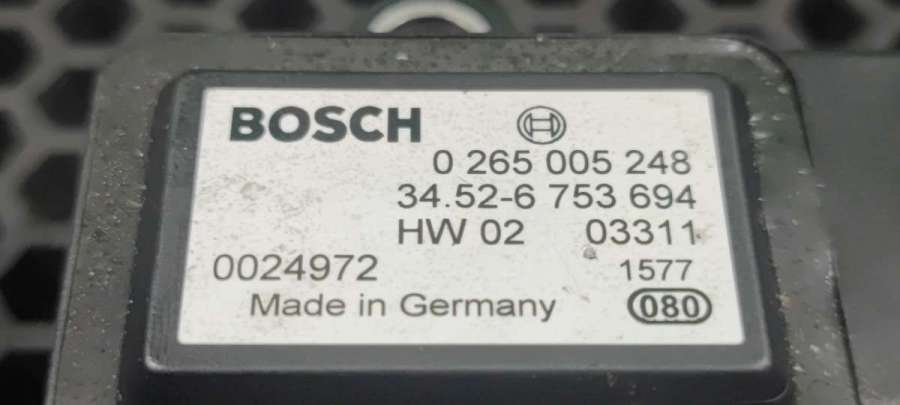 BOSCH
0 265 005 248
34.52-6 753 694
HW 02 03311
0024972 1577
Made in Germany 080